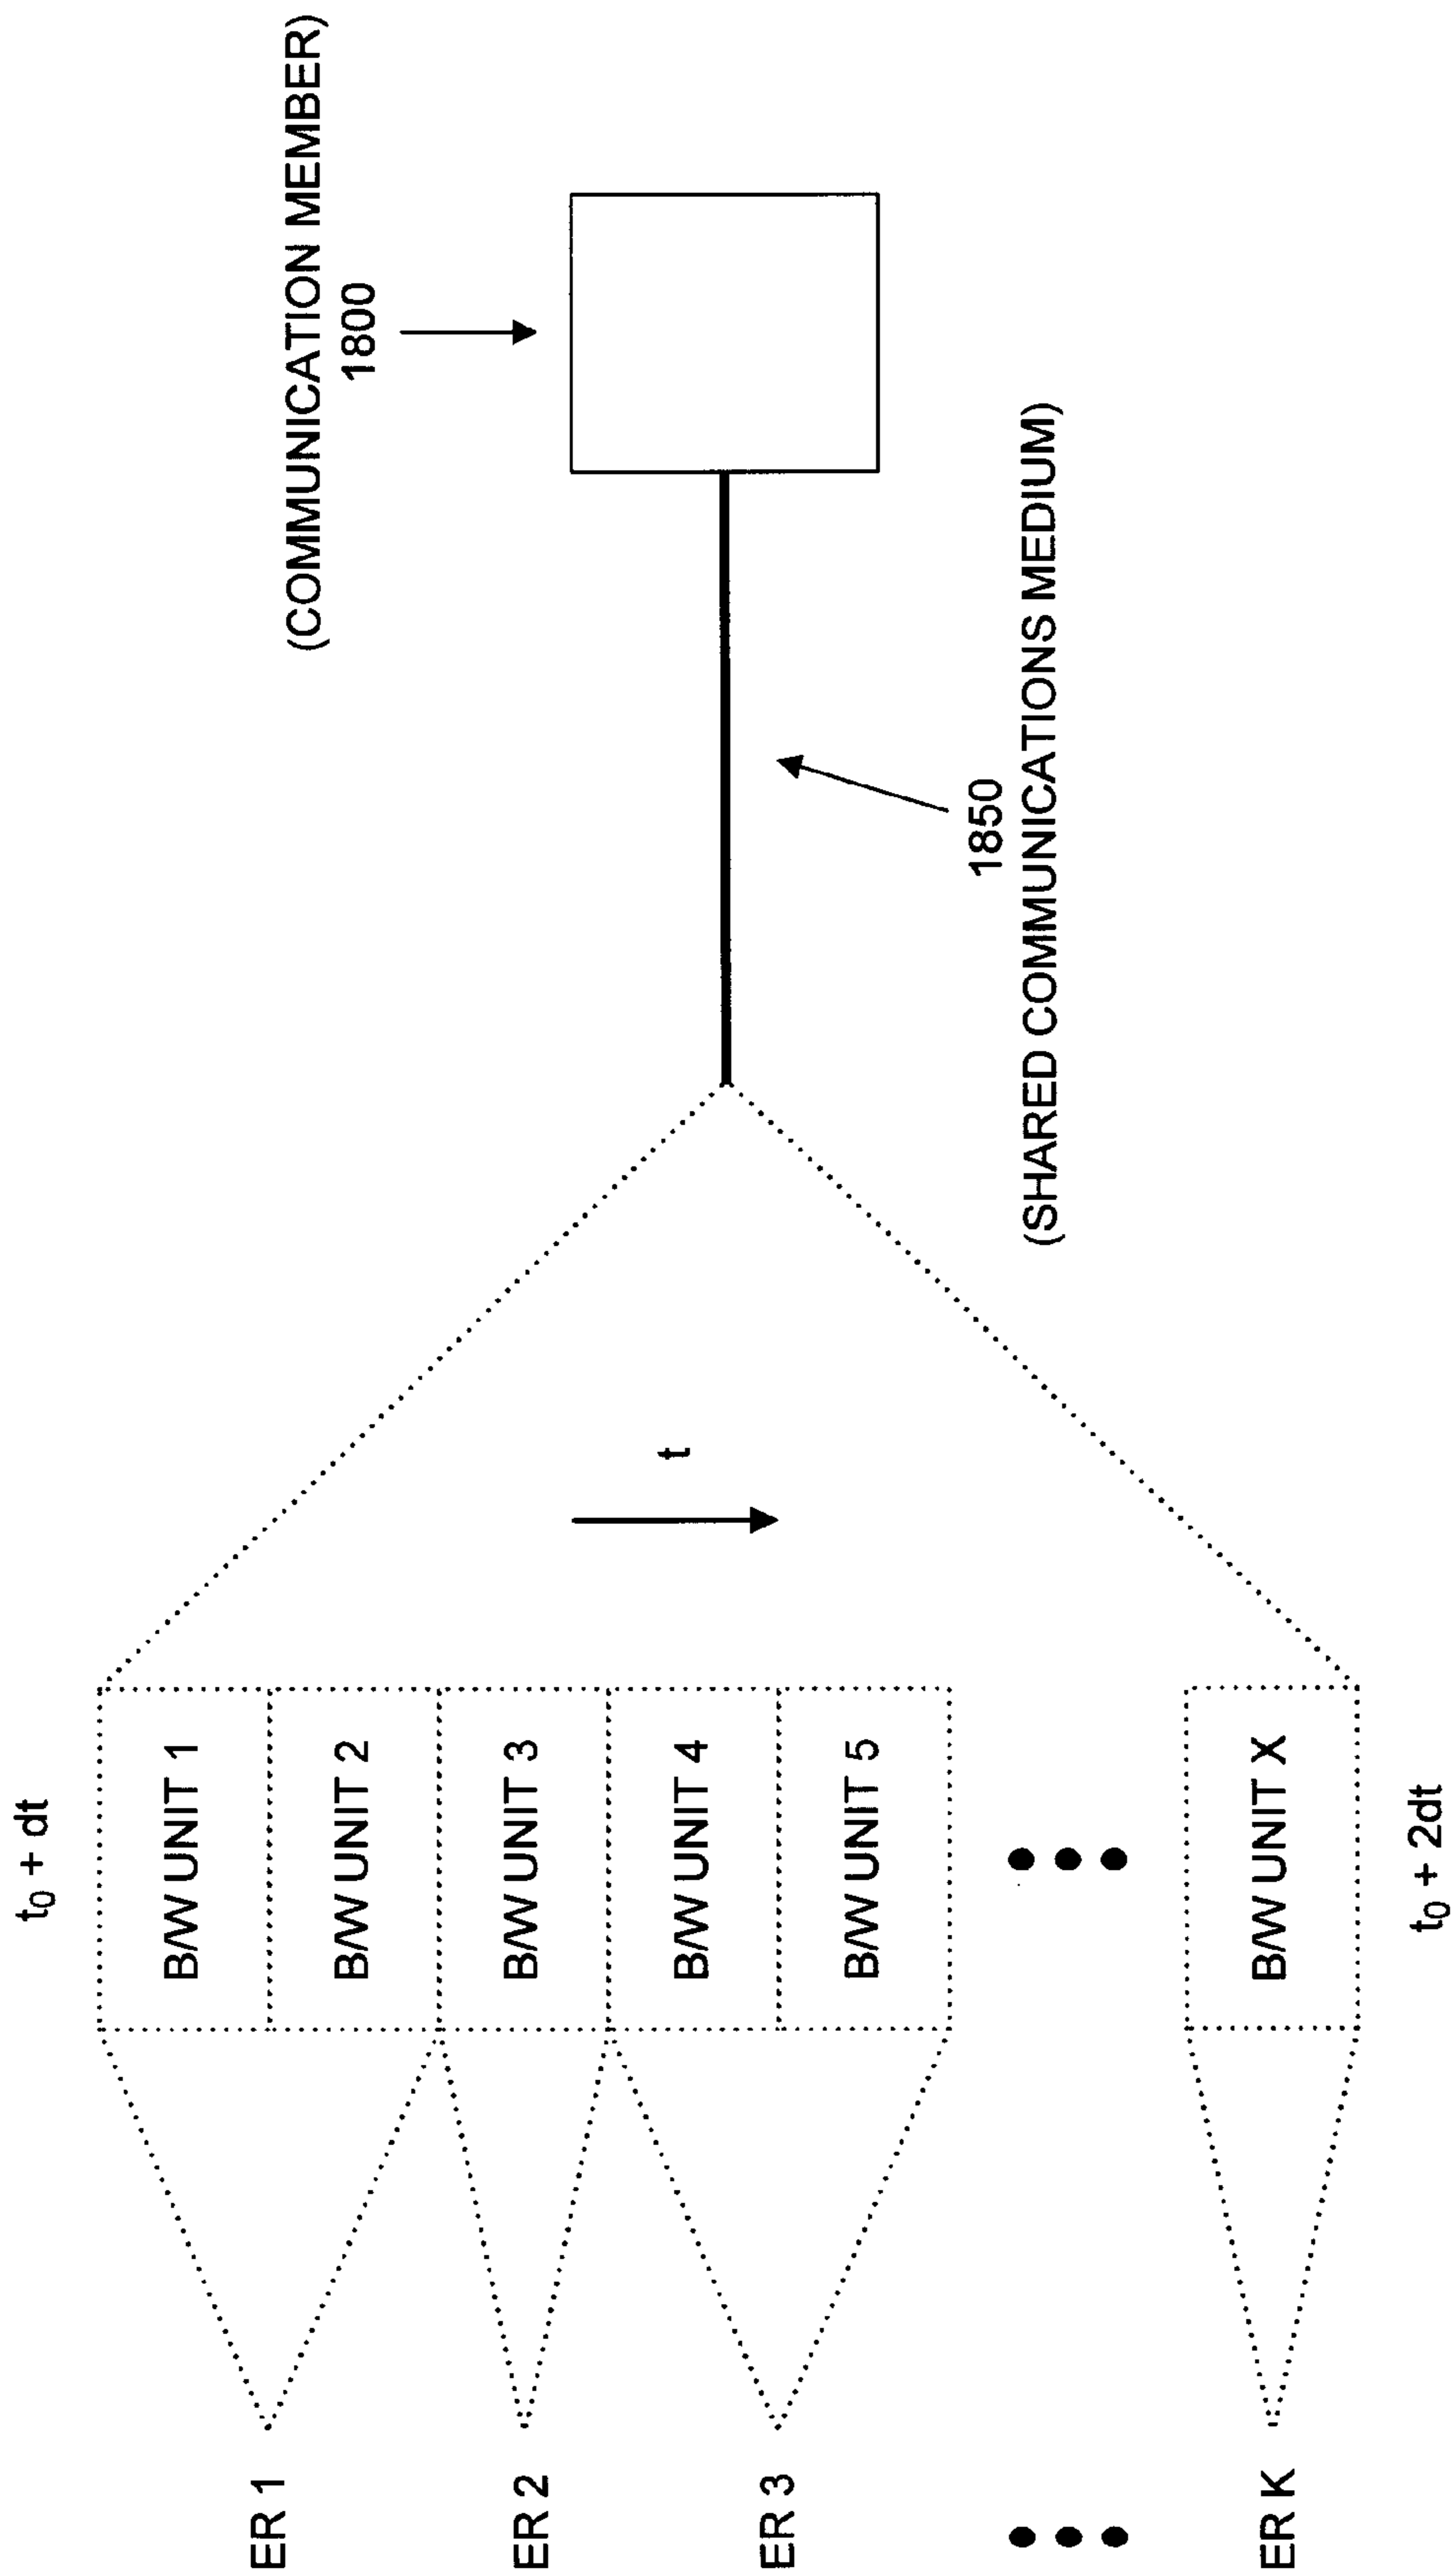 t₀ + dt
B/W UNIT 1
ER 1
(COMMUNICATION MEMBER)
1800
B/W UNIT 2
ER 2
B/W UNIT 3
t
B/W UNIT 4
ER 3
B/W UNIT 5
1850
(SHARED COMMUNICATIONS MEDIUM)
ER K
B/W UNIT X
t₀ + 2dt